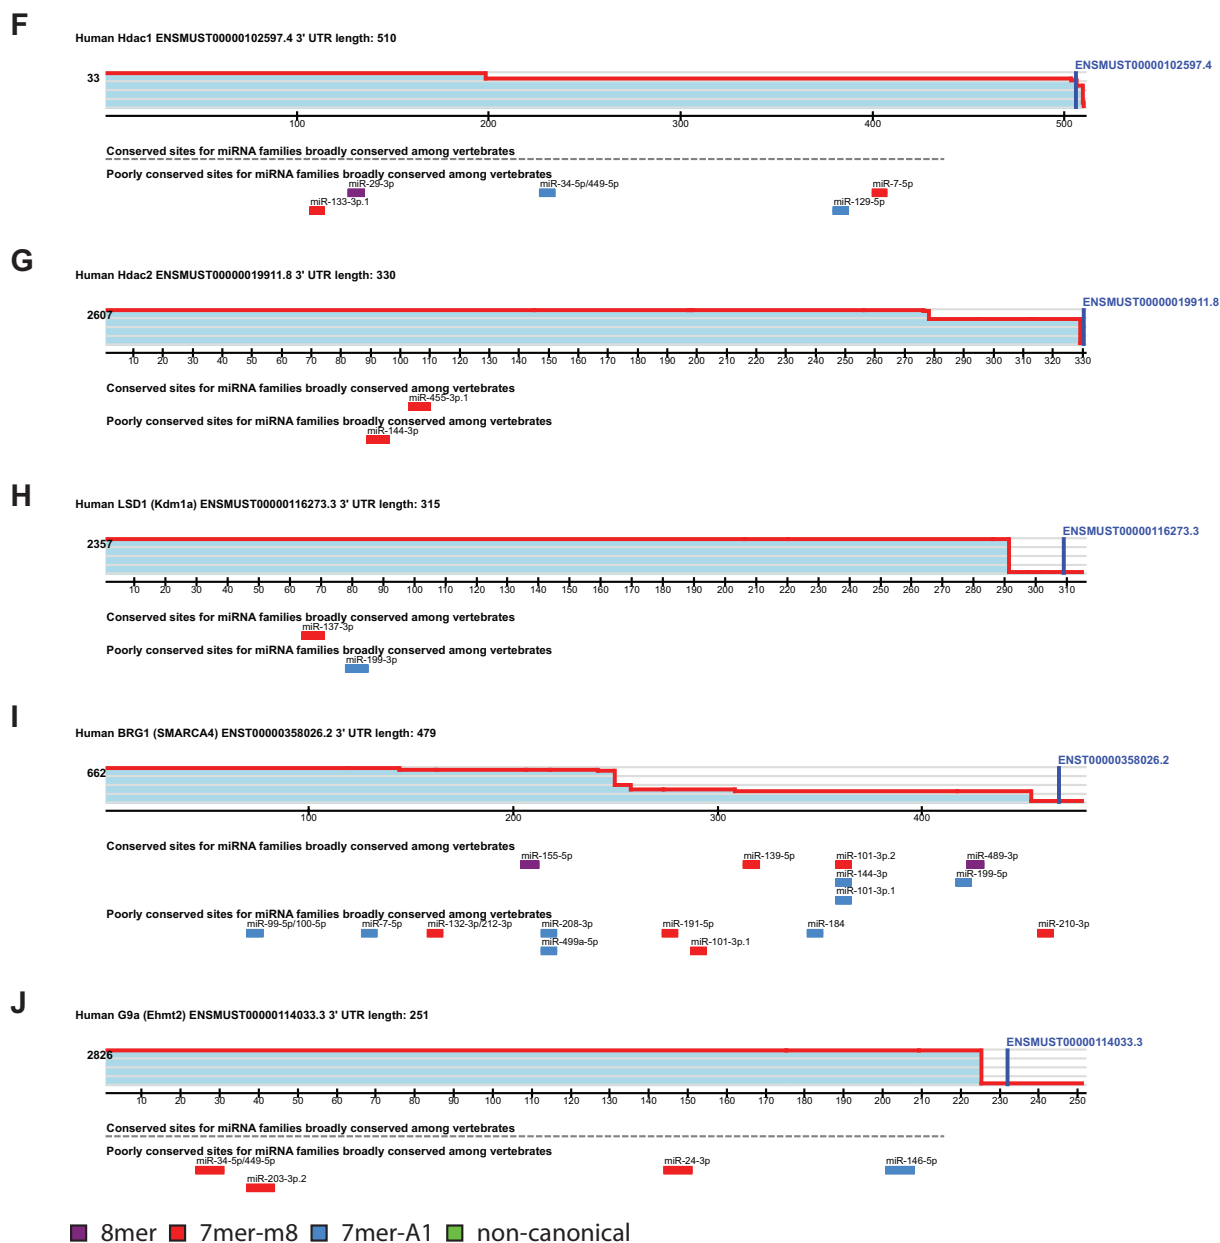 F
Human Hdac1 ENSMUST00000102597.4 3' UTR length: 510
ENSMUST00000102597.4
33
100 200 300 400 500
Conserved sites for miRNA families broadly conserved among vertebrates
Poorly conserved sites for miRNA families broadly conserved among vertebrates
miR-29-3p miR-34-5p/449-5p miR-7-5p
miR-133-3p.1 miR-129-5p
G
Human Hdac2 ENSMUST00000019911.8 3' UTR length: 330
ENSMUST00000019911.8
2607
10 20 30 40 50 60 70 80 90 100 110 120 130 140 150 160 170 180 190 200 210 220 230 240 250 260 270 280 290 300 310 320 330
Conserved sites for miRNA families broadly conserved among vertebrates
miR-455-3p.1
Poorly conserved sites for miRNA families broadly conserved among vertebrates
miR-144-3p
H
Human LSD1 (Kdm1a) ENSMUST00000116273.3 3' UTR length: 315
ENSMUST00000116273.3
2357
10 20 30 40 50 60 70 80 90 100 110 120 130 140 150 160 170 180 190 200 210 220 230 240 250 260 270 280 290 300 310
Conserved sites for miRNA families broadly conserved among vertebrates
miR-137-3p
Poorly conserved sites for miRNA families broadly conserved among vertebrates
miR-199-3p
I
Human BRG1 (SMARCA4) ENST00000358026.2 3' UTR length: 479
ENST00000358026.2
662
100 200 300 400
Conserved sites for miRNA families broadly conserved among vertebrates
miR-155-5p miR-139-5p miR-101-3p.2 miR-489-3p
miR-144-3p miR-199-5p
miR-101-3p.1
Poorly conserved sites for miRNA families broadly conserved among vertebrates
miR-99-5p/100-5p miR-7-5p miR-132-3p/212-3p miR-208-3p miR-191-5p miR-184 miR-210-3p
miR-499a-5p miR-101-3p.1
J
Human G9a (Ehmt2) ENSMUST00000114033.3 3' UTR length: 251
ENSMUST00000114033.3
2826
10 20 30 40 50 60 70 80 90 100 110 120 130 140 150 160 170 180 190 200 210 220 230 240 250
Conserved sites for miRNA families broadly conserved among vertebrates
Poorly conserved sites for miRNA families broadly conserved among vertebrates
miR-34-5p/449-5p miR-24-3p miR-146-5p
miR-203-3p.2
8mer 7mer-m8 7mer-A1 non-canonical